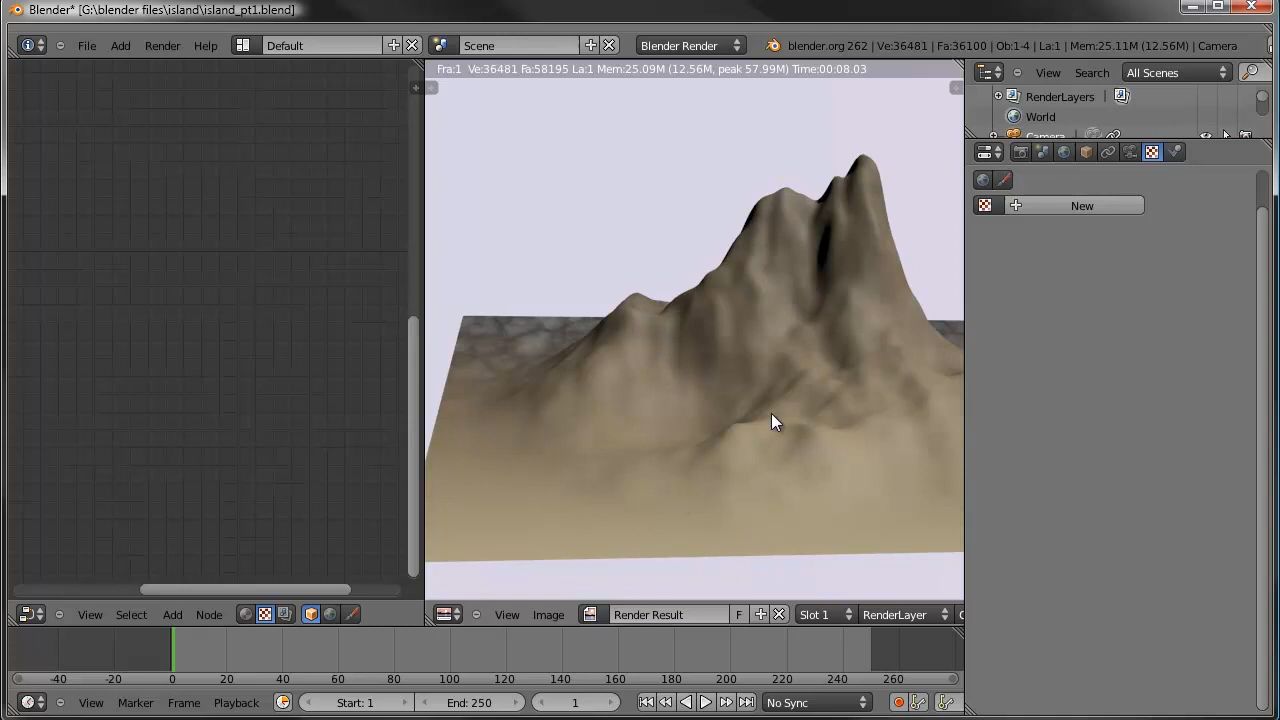 Blender* [G:\blender files\island\island_pt1.blend]
File Add Render Help Default Scene Blender Render blender.org 262 | Ve:36481 | Fa:36100 | Ob:1-4 | La:1 | Mem:25.11M (12.56M) | Camera
Fra:1 Ve:36481 Fa:58195 La:1 Mem:25.09M (12.56M, peak 57.99M) Time:00:08.03
View Search All Scenes
RenderLayers |
World
Camera
New
View Select Add Node
View Image Render Result F Slot 1 RenderLayer
-40 -20 0 20 40 60 80 100 120 140 160 180 200 220 240 260
View Marker Frame Playback Start: 1 End: 250 1 No Sync